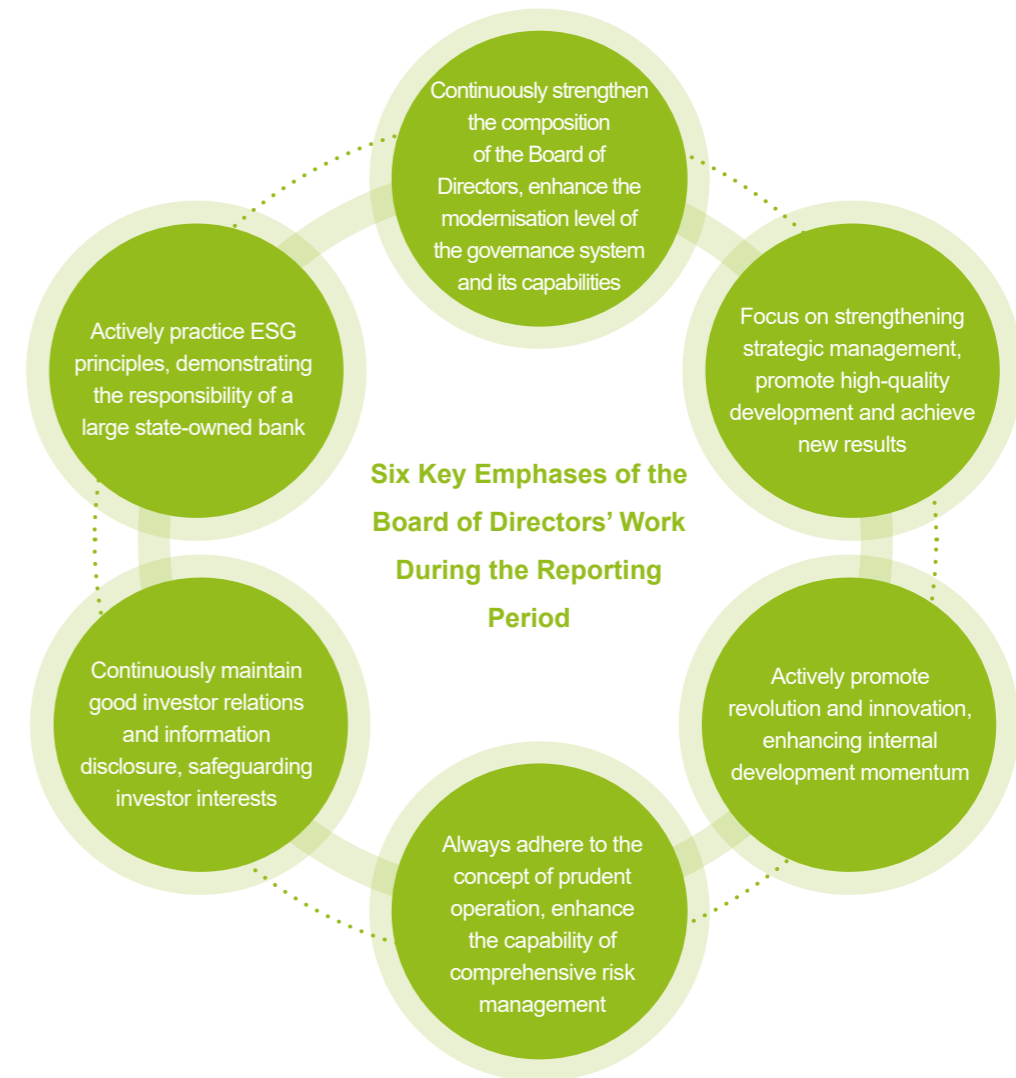 Continuously strengthen
the composition
of the Board of
Directors, enhance the
modernisation level of
the governance system
and its capabilities
Focus on strengthening
strategic management,
promote high-quality
development and achieve
new results
Actively promote
revolution and innovation,
enhancing internal
development momentum
Always adhere to the
concept of prudent
operation, enhance
the capability of
comprehensive risk
management
Continuously maintain
good investor relations
and information
disclosure, safeguarding
investor interests
Actively practice ESG
principles, demonstrating
the responsibility of a
large state-owned bank
Six Key Emphases of the
Board of Directors’ Work
During the Reporting
Period